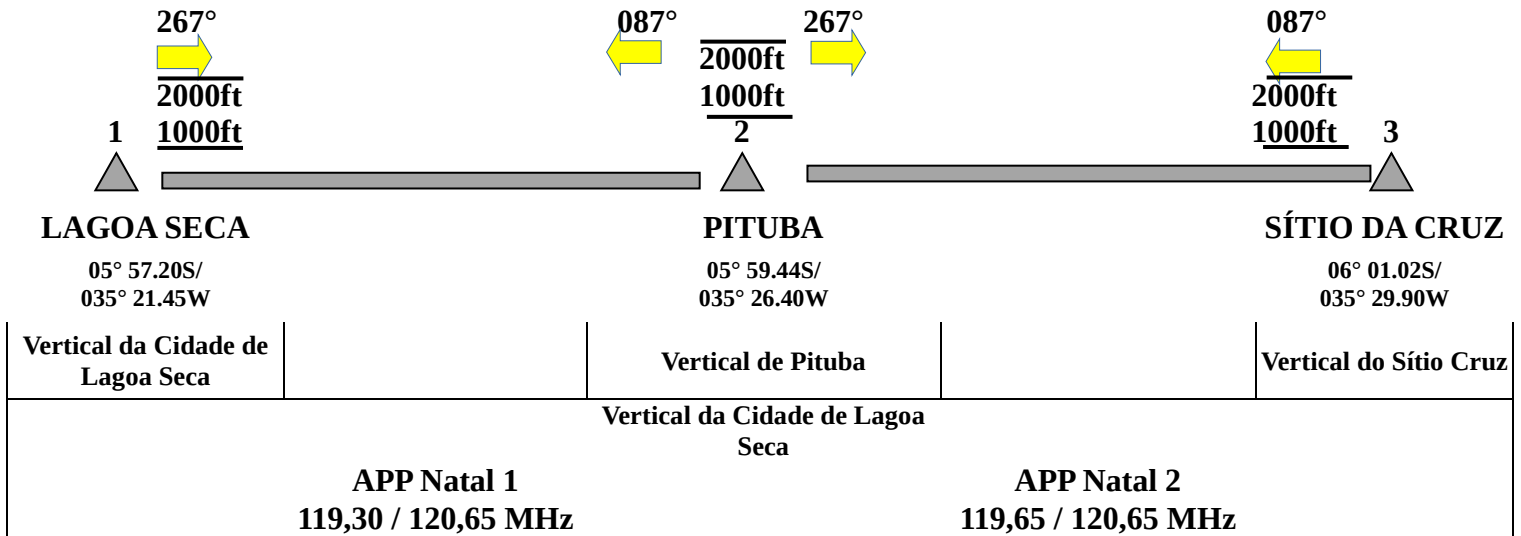 267°
087°
267°
087°
2000ft
1000ft
2000ft
1000ft
2000ft
1000ft
1
2
3
LAGOA SECA
PITUBA
SÍTIO DA CRUZ
05° 57.20S/
035° 21.45W
05° 59.44S/
035° 26.40W
06° 01.02S/
035° 29.90W
Vertical da Cidade de
Lagoa Seca
Vertical de Pituba
Vertical do Sítio Cruz
Vertical da Cidade de Lagoa
Seca
APP Natal 1
119,30 / 120,65 MHz
APP Natal 2
119,65 / 120,65 MHz